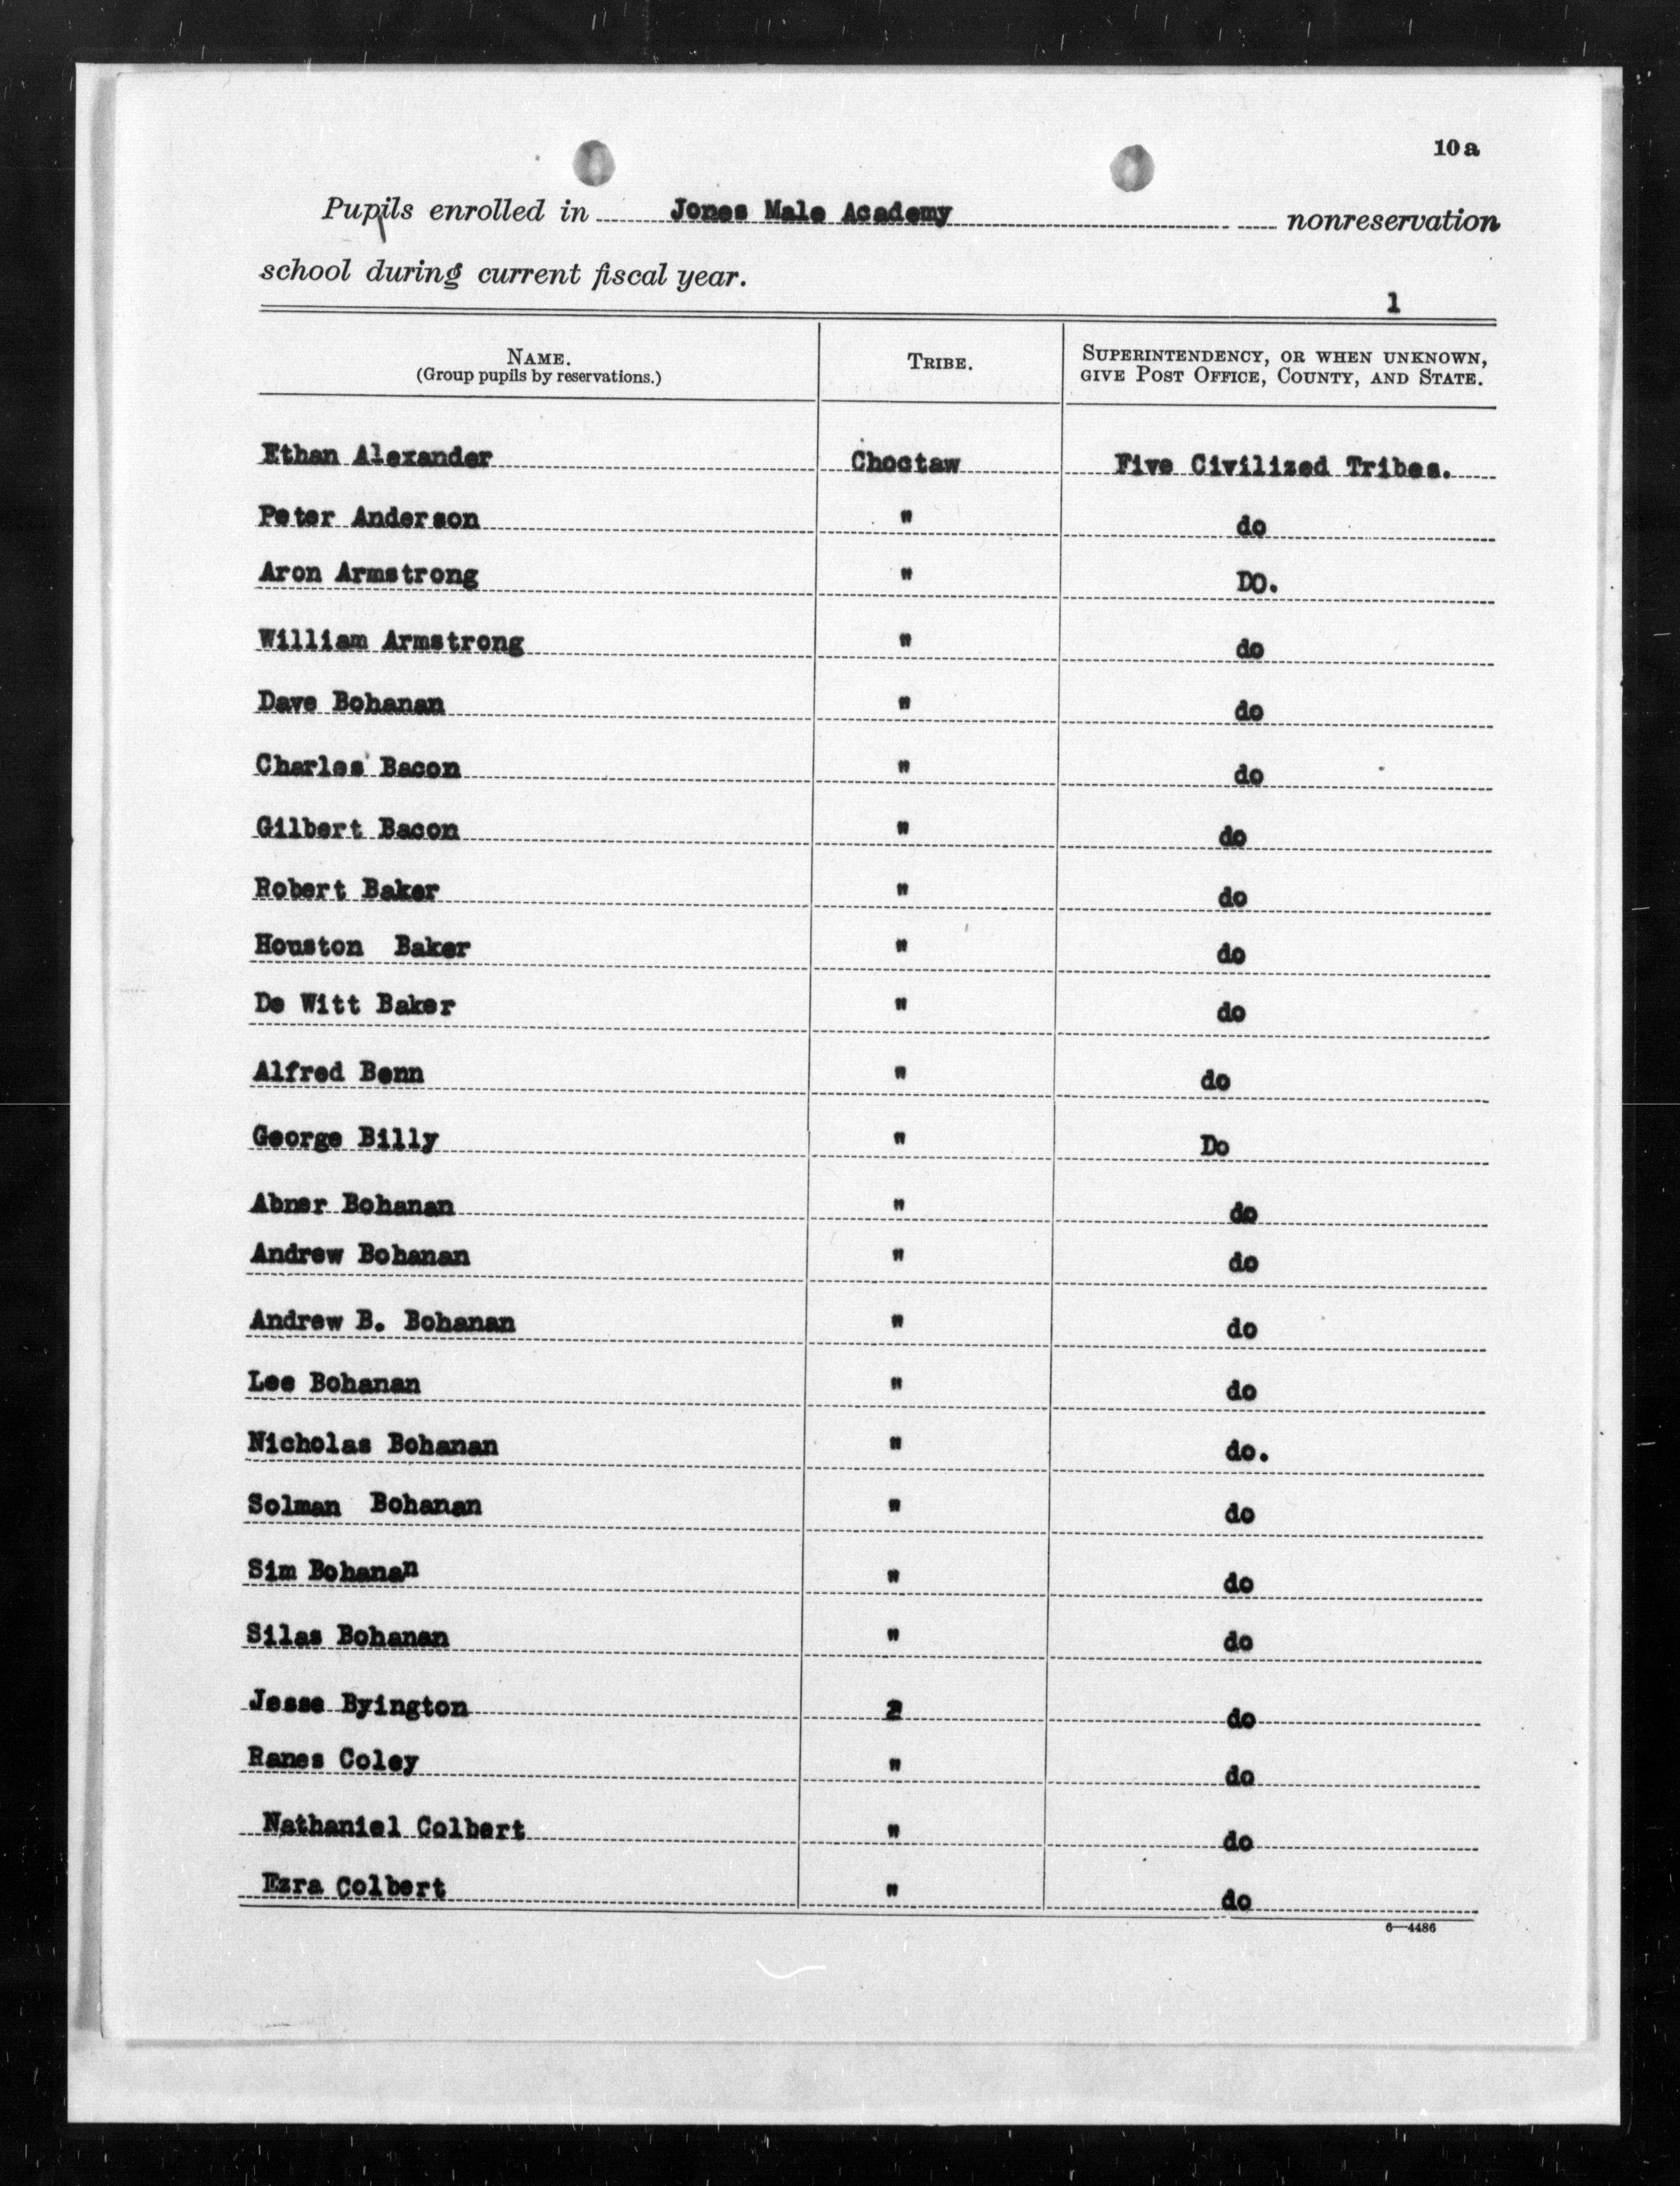 10a
Pupils enrolled in Jones Male Academy nonreservation
school during current fiscal year.
1
NAME. (Group pupils by reservations.) TRIBE. SUPERINTENDENCY, OR WHEN UNKNOWN, GIVE POST OFFICE, COUNTY, AND STATE.
Ethan Alexander Choctaw Five Civilized Tribes.
Peter Anderson " do
Aron Armstrong " DO.
William Armstrong " do
Dave Bohanan " do
Charles Bacon " do
Gilbert Bacon " do
Robert Baker " do
Houston Baker " do
De Witt Baker " do
Alfred Benn " do
George Billy " Do
Abner Bohanan " do
Andrew Bohanan " do
Andrew B. Bohanan " do
Lee Bohanan " do
Nicholas Bohanan " do.
Solman Bohanan " do
Sim Bohanan " do
Silas Bohanan " do
Jesse Byington 2 do
Ranes Coley " do
Nathaniel Colbert " do
Ezra Colbert " do
6—4486